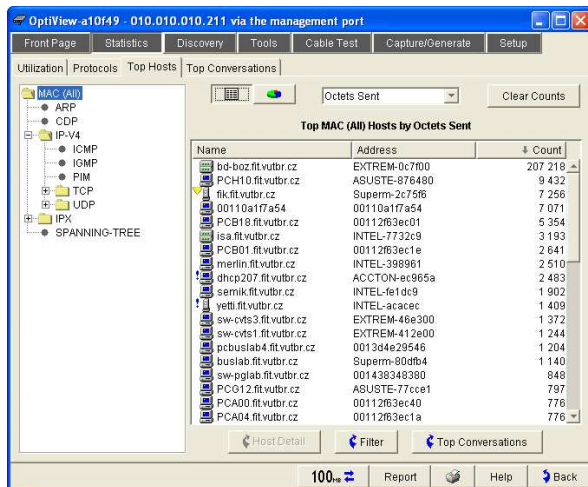 OptiView-a10f49 - 010.010.010.211 via the management port
Front Page Statistics Discovery Tools Cable Test Capture/Generate Setup
Utilization Protocols Top Hosts Top Conversations
MAC (All)
ARP
CDP
IP-V4
ICMP
IGMP
PIM
TCP
UDP
IPX
SPANNING-TREE
Octets Sent Clear Counts
Top MAC (All) Hosts by Octets Sent
Name Address Count
bd-boz.fit.vutbr.cz EXTREM-0c7f00 207 218
PCH10.fit.vutbr.cz ASUSTE-876480 9 432
fik.fit.vutbr.cz Superm-2c75f6 7 256
00110a1f7a54 00110a1f7a54 7 071
PCB18.fit.vutbr.cz 00112f63ec01 5 354
isa.fit.vutbr.cz INTEL-7732c9 3 193
PCB01.fit.vutbr.cz 00112f63ec1e 2 641
merlin.fit.vutbr.cz INTEL-398961 2 510
dhcp207.fit.vutbr.cz ACCTON-ec965a 2 483
semik.fit.vutbr.cz INTEL-fe1dc9 1 902
yetti.fit.vutbr.cz INTEL-acacec 1 409
sw-cvts3.fit.vutbr.cz EXTREM-46e300 1 372
sw-cvts1.fit.vutbr.cz EXTREM-412e00 1 244
pcbuslab4.fit.vutbr.cz 0013d4e29546 1 204
buslab.fit.vutbr.cz Superm-80dfb4 1 140
sw-pglab.fit.vutbr.cz 001438348380 848
PCG12.fit.vutbr.cz ASUSTE-77cce1 797
PCA00.fit.vutbr.cz 00112f63ec40 776
PCA04.fit.vutbr.cz 00112f63ec1a 776
Host Detail Filter Top Conversations
100MB Report Help Back